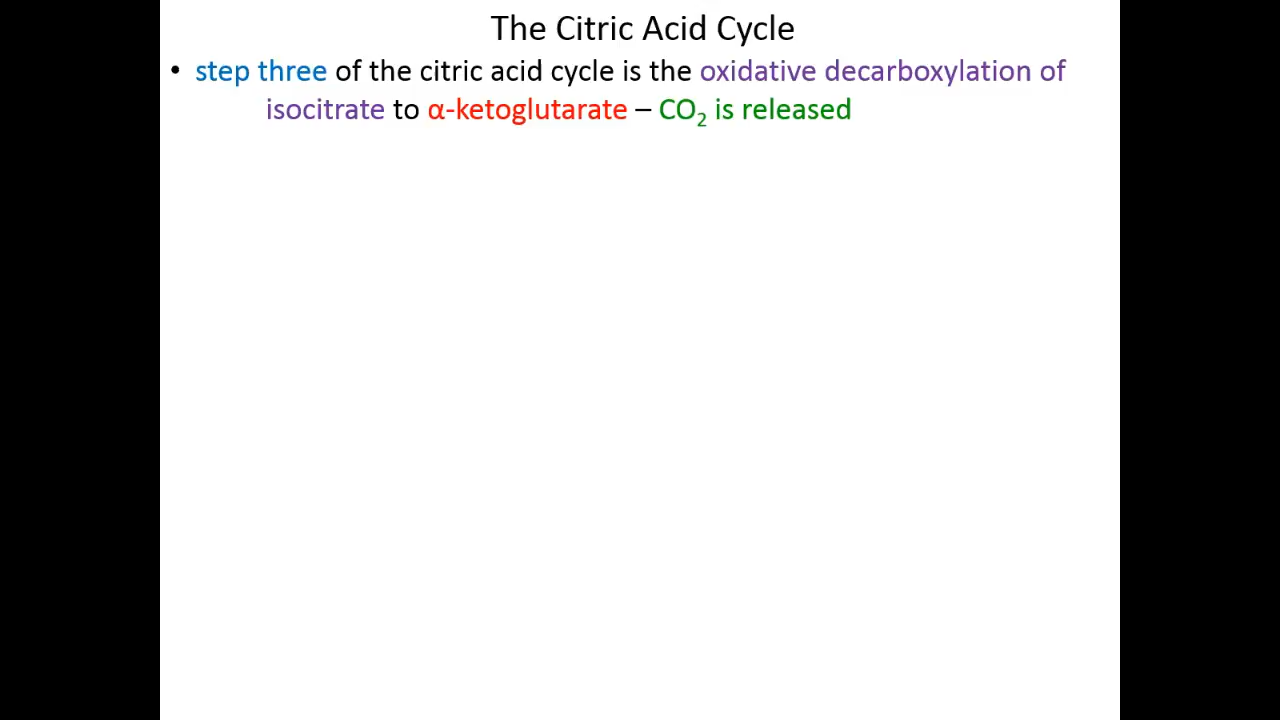 The Citric Acid Cycle
• step three of the citric acid cycle is the oxidative decarboxylation of
isocitrate to α-ketoglutarate – CO₂ is released